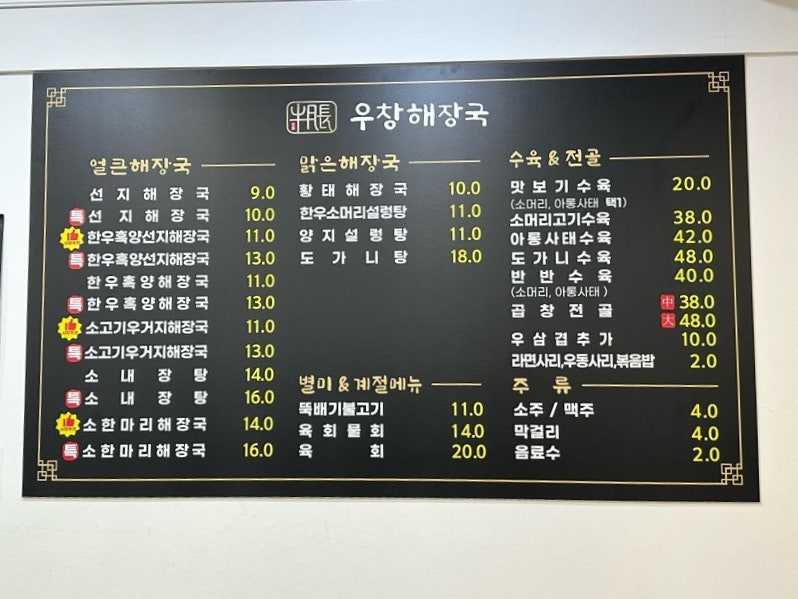 牛脹 우창해장국
얼큰해장국
선지해장국 9.0
특 선지해장국 10.0
한우흑양선지해장국 11.0
특 한우흑양선지해장국 13.0
한우흑양해장국 11.0
특 한우흑양해장국 13.0
소고기우거지해장국 11.0
특 소고기우거지해장국 13.0
소내장탕 14.0
특 소내장탕 16.0
소한마리해장국 14.0
특 소한마리해장국 16.0
맑은해장국
황태해장국 10.0
한우소머리설렁탕 11.0
양지설렁탕 11.0
도가니탕 18.0
별미 & 계절메뉴
뚝배기불고기 11.0
육회물회 14.0
육회 20.0
수육 & 전골
맛보기수육 20.0
(소머리, 아롱사태 택1)
소머리고기수육 38.0
아롱사태수육 42.0
도가니수육 48.0
반반수육 40.0
(소머리, 아롱사태)
곱창전골 中 38.0
大 48.0
우삼겹추가 10.0
라면사리,우동사리,볶음밥 2.0
주류
소주 / 맥주 4.0
막걸리 4.0
음료수 2.0